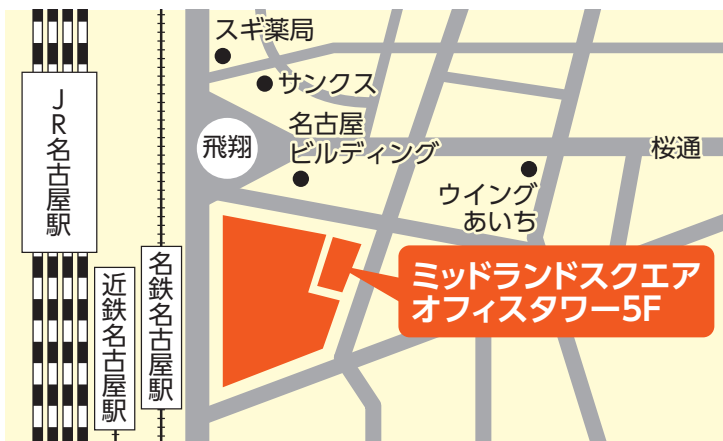 スギ薬局
サンクス
JR名古屋駅
飛翔
名古屋
ビルディング
桜通
ウイング
あいち
名鉄名古屋駅
近鉄名古屋駅
ミッドランドスクエア
オフィスタワー5F